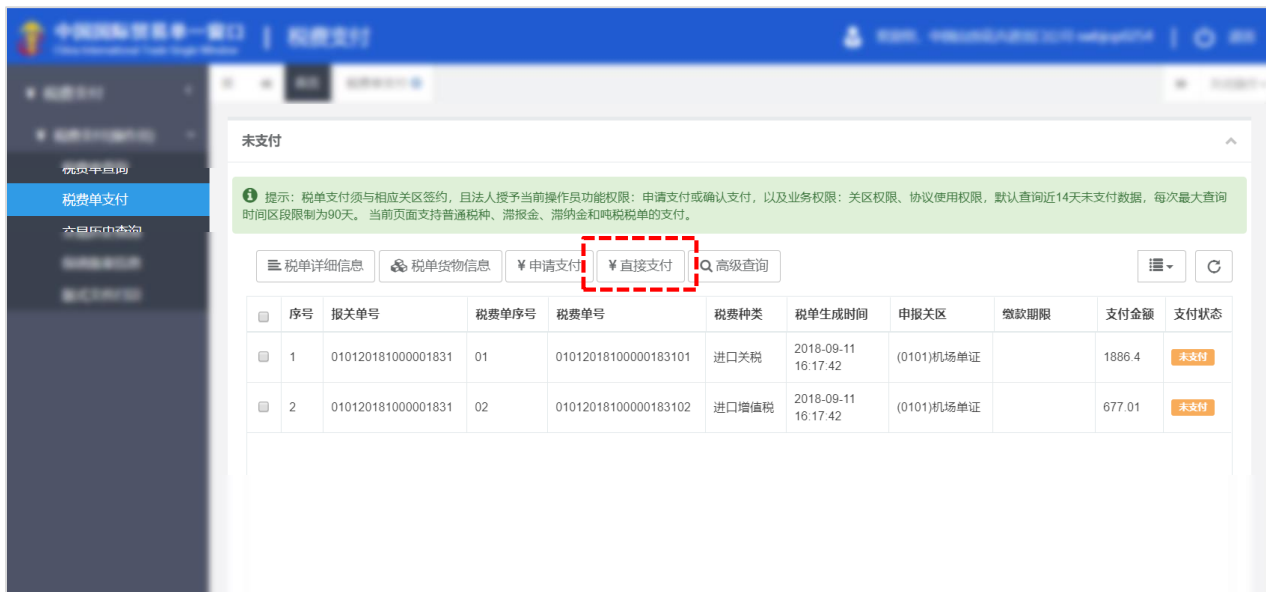 税费单查询
税费单支付
交易历史查询
未支付
提示：税单支付须与相应关区签约，且法人授予当前操作员功能权限：申请支付或确认支付，以及业务权限：关区权限、协议使用权限，默认查询近14天未支付数据，每次最大查询
时间区段限制为90天。 当前页面支持普通税种、滞报金、滞纳金和吨税税单的支付。
税单详细信息 税单货物信息 ¥申请支付 ¥直接支付 高级查询
序号 报关单号 税费单序号 税费单号 税费种类 税单生成时间 申报关区 缴款期限 支付金额 支付状态
1 010120181000001831 01 01012018100000183101 进口关税 2018-09-11 16:17:42 (0101)机场单证 1886.4 未支付
2 010120181000001831 02 01012018100000183102 进口增值税 2018-09-11 16:17:42 (0101)机场单证 677.01 未支付